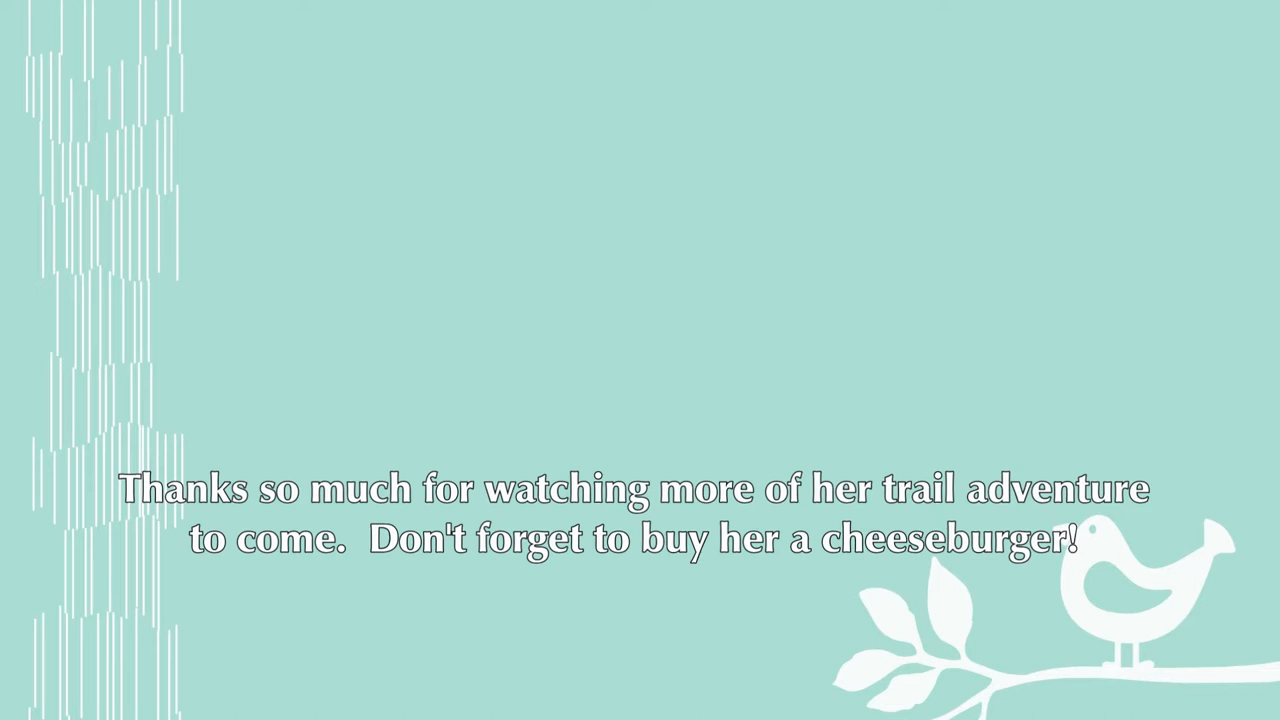 Thanks so much for watching more of her trail adventure
to come.  Don't forget to buy her a cheeseburger!